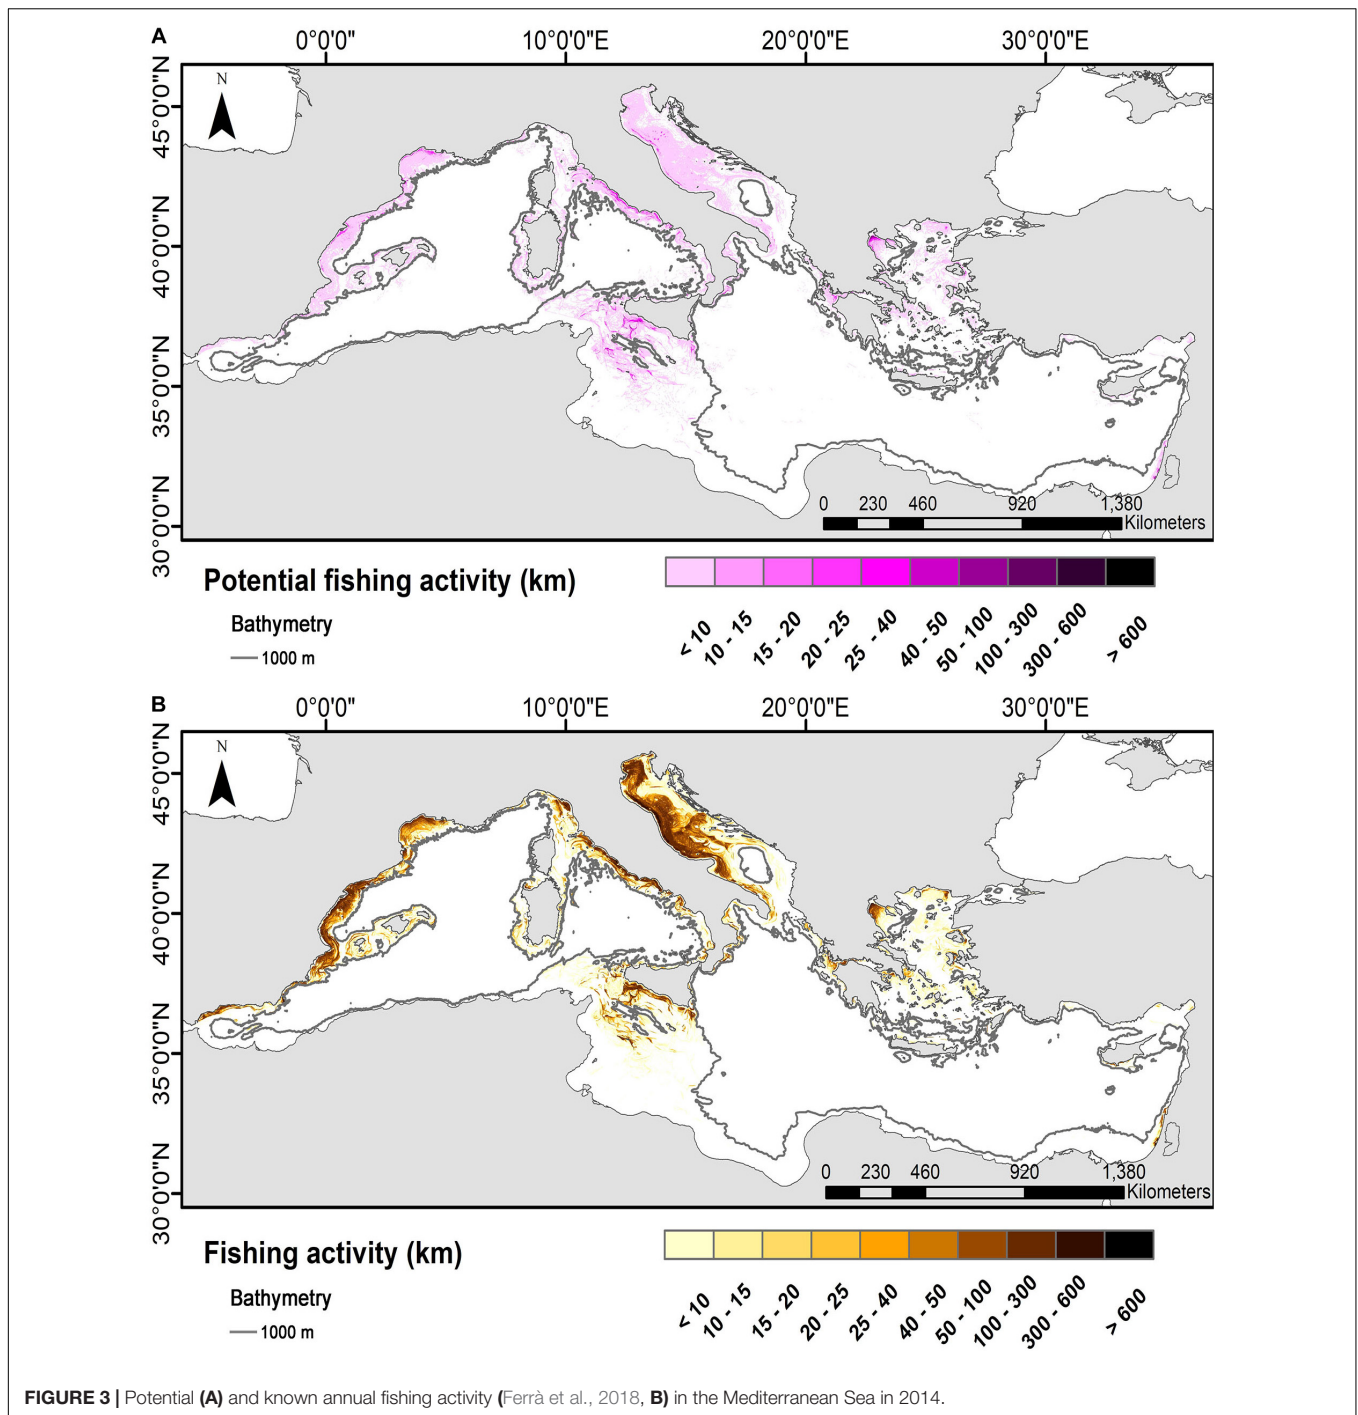 A
0°0'0" 10°0'0"E 20°0'0"E 30°0'0"E
N
45°0'0"N
40°0'0"N
35°0'0"N
30°0'0"N
0 230 460 920 1,380
Kilometers
Potential fishing activity (km)
Bathymetry
1000 m
< 10 10 - 15 15 - 20 20 - 25 25 - 40 40 - 50 50 - 100 100 - 300 300 - 600 > 600
B
0°0'0" 10°0'0"E 20°0'0"E 30°0'0"E
N
45°0'0"N
40°0'0"N
35°0'0"N
30°0'0"N
0 230 460 920 1,380
Kilometers
Fishing activity (km)
Bathymetry
1000 m
< 10 10 - 15 15 - 20 20 - 25 25 - 40 40 - 50 50 - 100 100 - 300 300 - 600 > 600
FIGURE 3 | Potential (A) and known annual fishing activity (Ferrà et al., 2018, B) in the Mediterranean Sea in 2014.